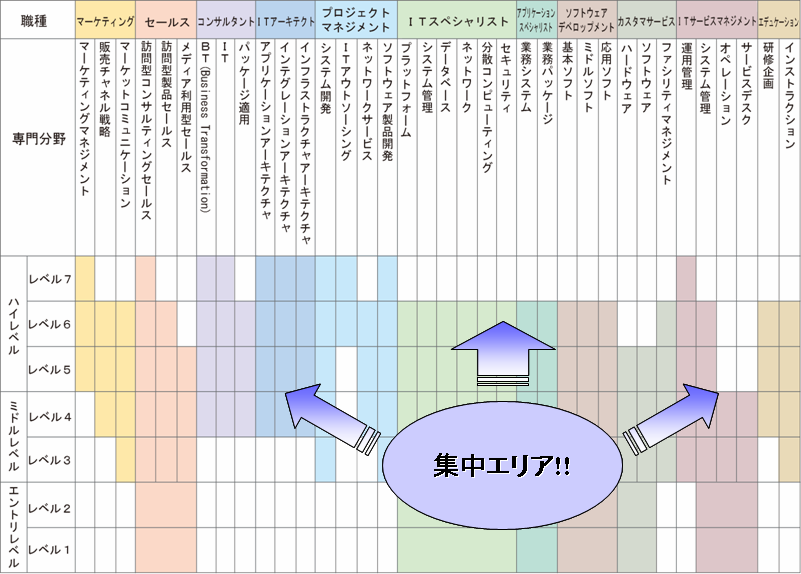 職種
マーケティング
セールス
コンサルタント
ITアーキテクト
プロジェクト
マネジメント
ITスペシャリスト
アプリケーション
スペシャリスト
ソフトウェア
デベロップメント
カスタマサービス
ITサービスマネジメント
エデュケーション
専門分野
マーケティングマネジメント
販売チャネル戦略
マーケットコミュニケーション
訪問型コンサルティングセールス
訪問型製品セールス
メディア利用型セールス
BT(Business Transformation)
IT
パッケージ適用
アプリケーションアーキテクチャ
インテグレーションアーキテクチャ
インフラストラクチャアーキテクチャ
システム開発
ITアウトソーシング
ネットワークサービス
ソフトウェア製品開発
プラットフォーム
システム管理
データベース
ネットワーク
分散コンピューティング
セキュリティ
業務システム
業務パッケージ
基本ソフト
ミドルソフト
応用ソフト
ハードウェア
ソフトウェア
ファシリティマネジメント
運用管理
システム管理
オペレーション
サービスデスク
研修企画
インストラクション
ハイレベル
レベル7
レベル6
レベル5
ミドルレベル
レベル4
レベル3
エントリレベル
レベル2
レベル1
集中エリア!!